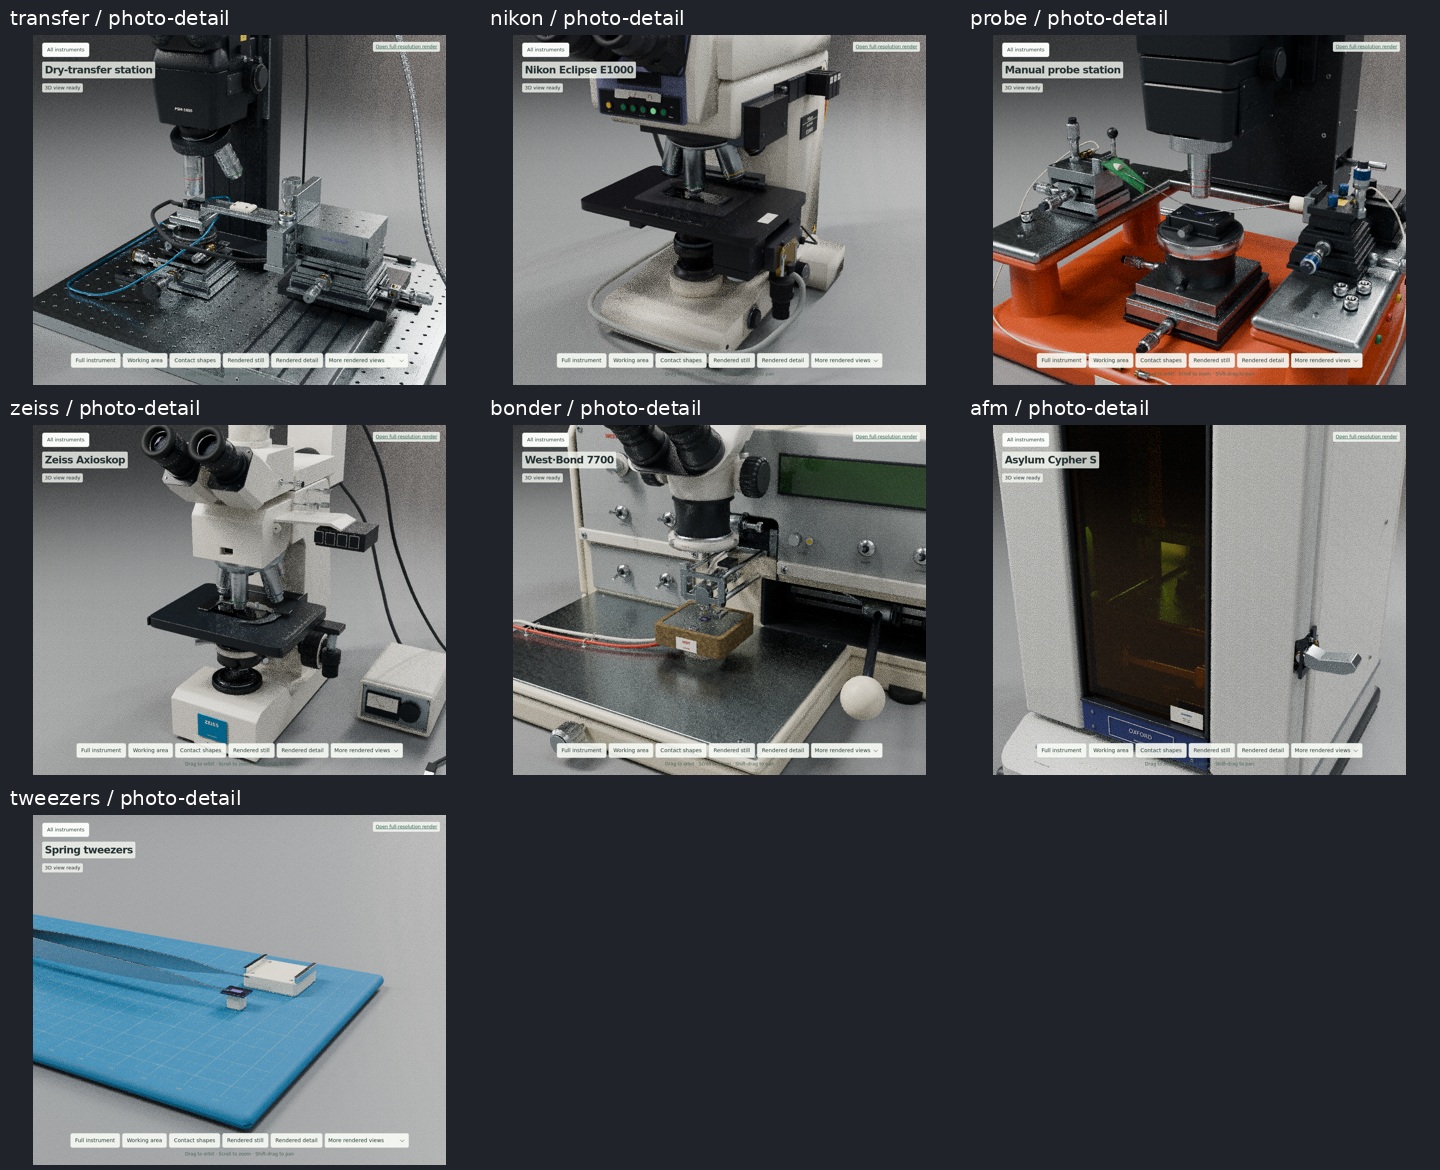 transfer / photo-detail
All instruments
Open full-resolution render
Dry-transfer station
3D view ready
Full instrument
Working area
Contact shapes
Rendered still
Rendered detail
More rendered views
nikon / photo-detail
All instruments
Open full-resolution render
Nikon Eclipse E1000
3D view ready
Full instrument
Working area
Contact shapes
Rendered still
Rendered detail
More rendered views
probe / photo-detail
All instruments
Open full-resolution render
Manual probe station
3D view ready
Full instrument
Working area
Contact shapes
Rendered still
Rendered detail
More rendered views
zeiss / photo-detail
All instruments
Open full-resolution render
Zeiss Axioskop
3D view ready
ZEISS
Full instrument
Working area
Contact shapes
Rendered still
Rendered detail
More rendered views
bonder / photo-detail
All instruments
Open full-resolution render
West·Bond 7700
3D view ready
Full instrument
Working area
Contact shapes
Rendered still
Rendered detail
More rendered views
afm / photo-detail
All instruments
Open full-resolution render
Asylum Cypher S
3D view ready
OXFORD
Full instrument
Working area
Contact shapes
Rendered still
Rendered detail
More rendered views
tweezers / photo-detail
All instruments
Open full-resolution render
Spring tweezers
3D view ready
Full instrument
Working area
Contact shapes
Rendered still
Rendered detail
More rendered views
Drag to orbit · Scroll to zoom · Shift-drag to pan